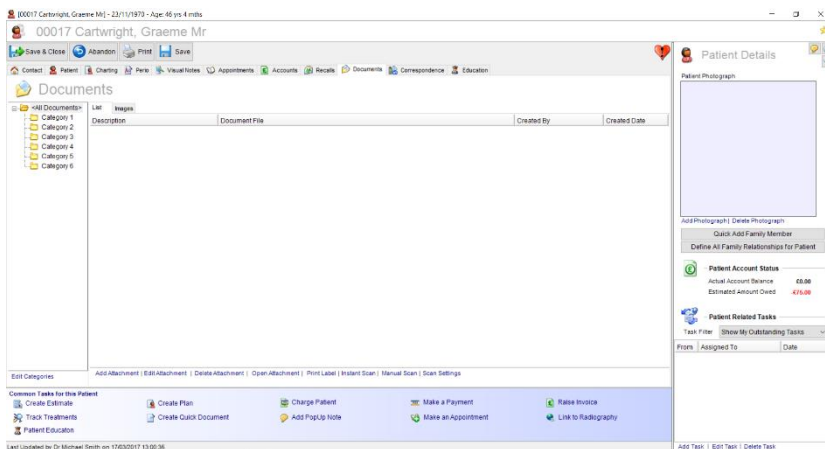 [00017 Cartwright, Graeme Mr] - 23/11/1970 - Age: 46 yrs 4 mths
00017 Cartwright, Graeme Mr
Save & Close Abandon Print Save
Contact Patient Charting Perio Visual Notes Appointments Accounts Recalls Documents Correspondence Education
Documents
<All Documents>
Category 1
Category 2
Category 3
Category 4
Category 5
Category 6
Edit Categories
List Images
Description Document File Created By Created Date
Add Attachment | Edit Attachment | Delete Attachment | Open Attachment | Print Label | Instant Scan | Manual Scan | Scan Settings
Common Tasks for this Patient
Create Estimate Create Plan Charge Patient Make a Payment Raise Invoice
Track Treatments Create Quick Document Add PopUp Note Make an Appointment Link to Radiography
Patient Educaton
Last Updated by Dr Michael Smith on 17/03/2017 13:00:36
Patient Details
Patient Photograph
Add Photograph | Delete Photograph
Quick Add Family Member
Define All Family Relationships for Patient
Patient Account Status
Actual Account Balance £0.00
Estimated Amount Owed -£75.00
Patient Related Tasks
Task Filter Show My Outstanding Tasks
From Assigned To Date
Add Task | Edit Task | Delete Task